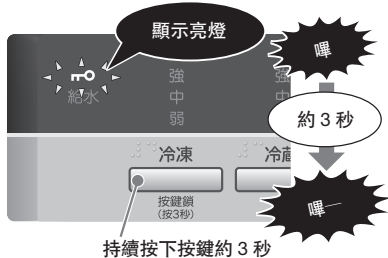 顯示亮燈
嗶
給水
強
中
弱
強
中
約 3 秒
冷凍
冷藏
按鍵鎖
(按3秒)
嗶—
持續按下按鍵約 3 秒